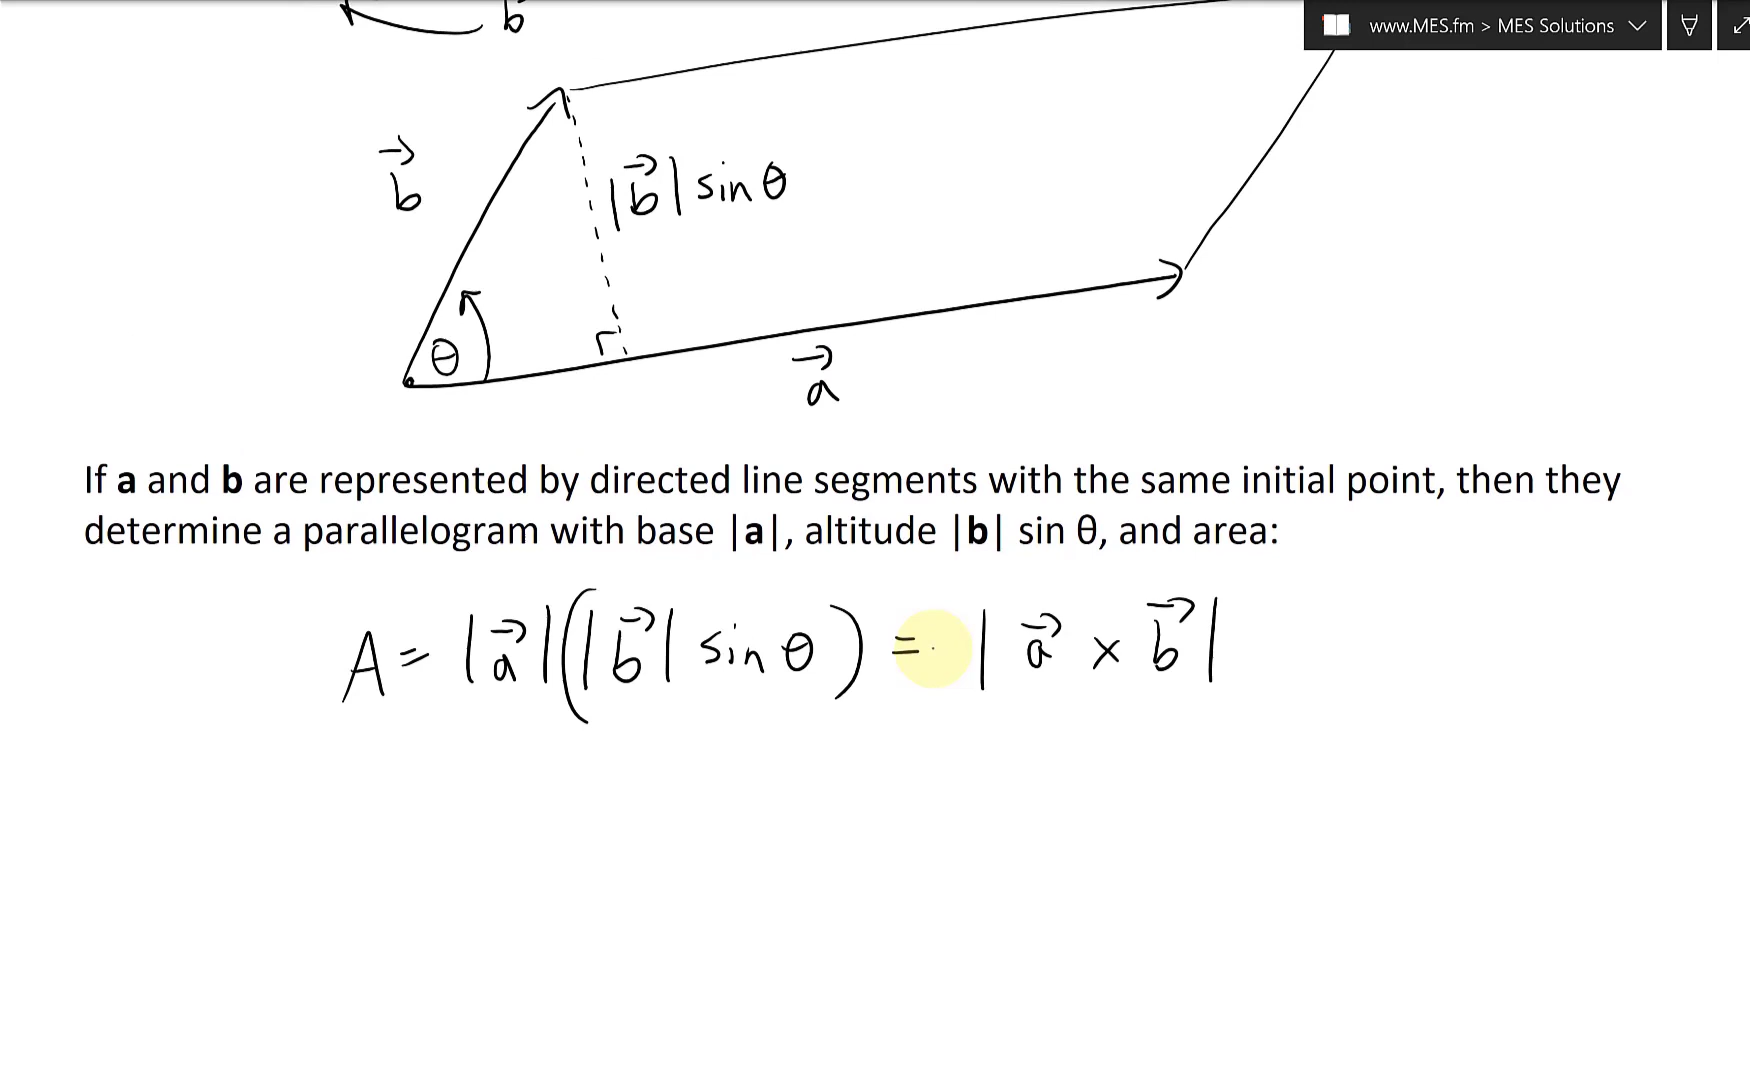 b
www.MES.fm > MES Solutions
b⃗
|b⃗| sin θ
θ
a⃗
If a and b are represented by directed line segments with the same initial point, then they
determine a parallelogram with base |a|, altitude |b| sin θ, and area:
A = |a⃗|(|b⃗| sin θ) = |a⃗ × b⃗|